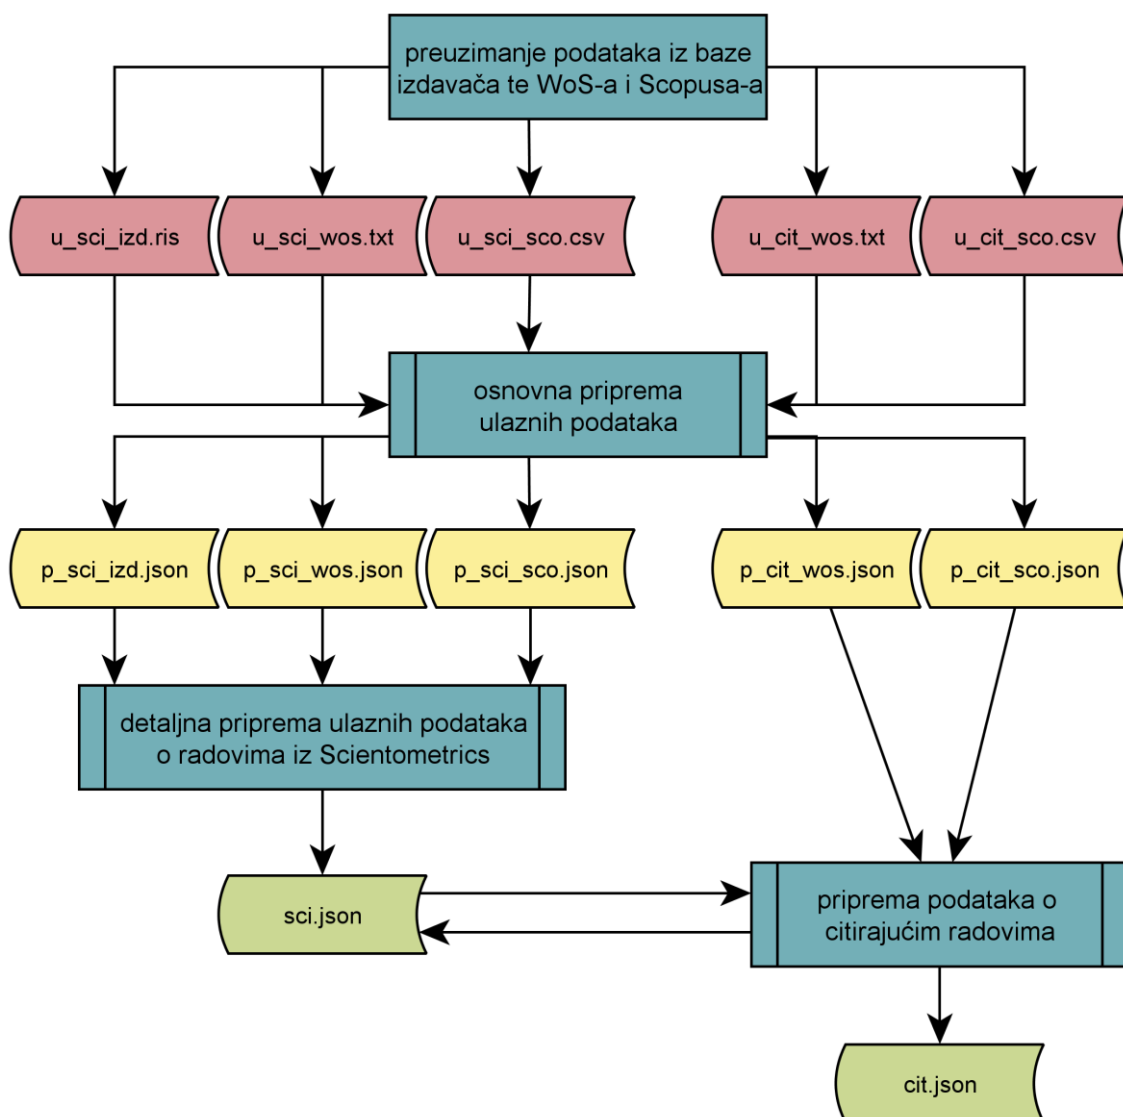 preuzimanje podataka iz baze
izdavača te WoS-a i Scopusa-a
u_sci_izd.ris
u_sci_wos.txt
u_sci_sco.csv
u_cit_wos.txt
u_cit_sco.csv
osnovna priprema
ulaznih podataka
p_sci_izd.json
p_sci_wos.json
p_sci_sco.json
p_cit_wos.json
p_cit_sco.json
detaljna priprema ulaznih podataka
o radovima iz Scientometrics
sci.json
priprema podataka o
citirajućim radovima
cit.json